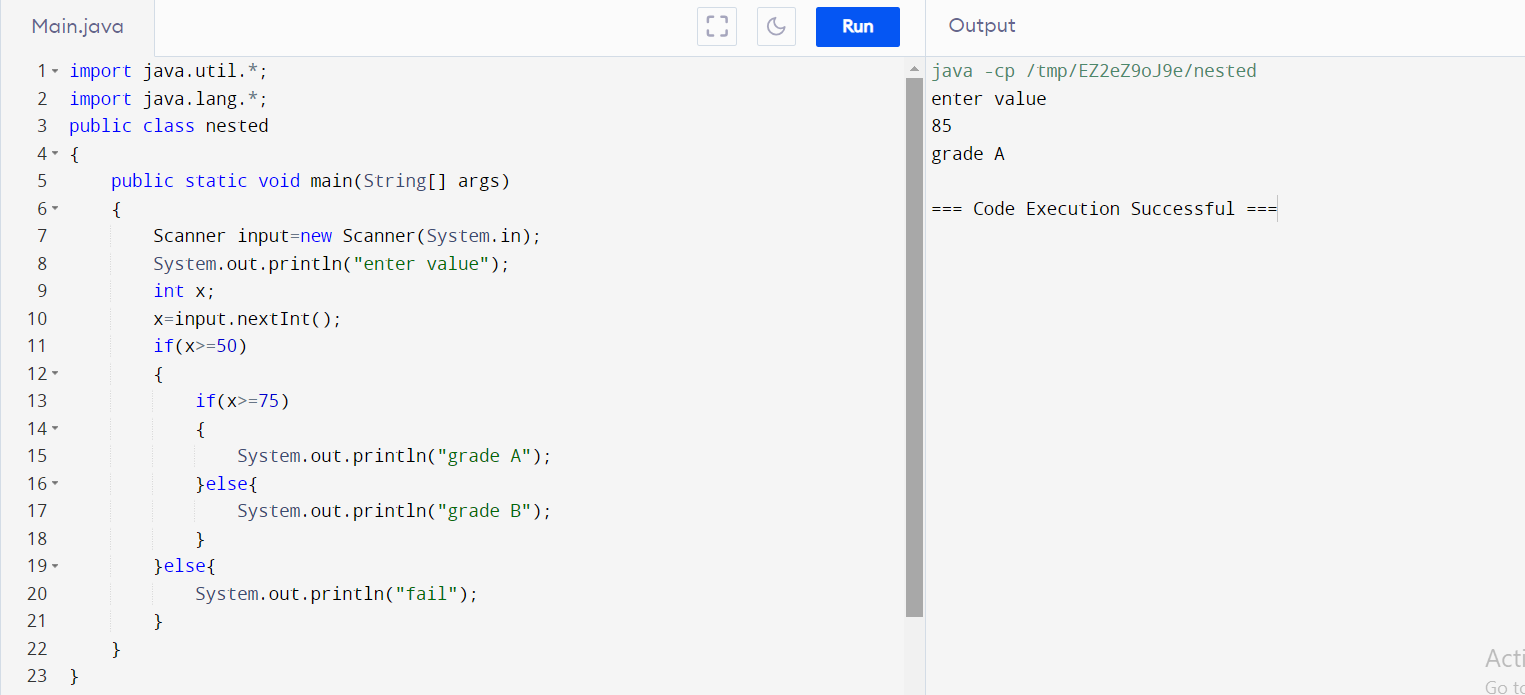 Main.java
Run
Output
1 import java.util.*;
2 import java.lang.*;
3 public class nested
4 {
5     public static void main(String[] args)
6     {
7         Scanner input=new Scanner(System.in);
8         System.out.println("enter value");
9         int x;
10         x=input.nextInt();
11         if(x>=50)
12         {
13             if(x>=75)
14             {
15                 System.out.println("grade A");
16             }else{
17                 System.out.println("grade B");
18             }
19         }else{
20             System.out.println("fail");
21         }
22     }
23 }
java -cp /tmp/EZ2eZ9oJ9e/nested
enter value
85
grade A
=== Code Execution Successful ===
Acti
Go to